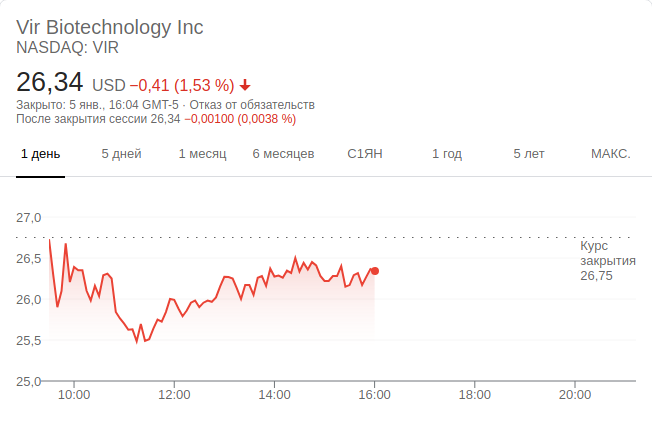 Vir Biotechnology Inc
NASDAQ: VIR
26,34 USD −0,41 (1,53 %)
Закрыто: 5 янв., 16:04 GMT-5 · Отказ от обязательств
После закрытия сессии 26,34 −0,00100 (0,0038 %)
1 день 5 дней 1 месяц 6 месяцев С1ЯН 1 год 5 лет МАКС.
27,0
Курс
закрытия
26,75
26,5
26,0
25,5
25,0
10:00 12:00 14:00 16:00 18:00 20:00